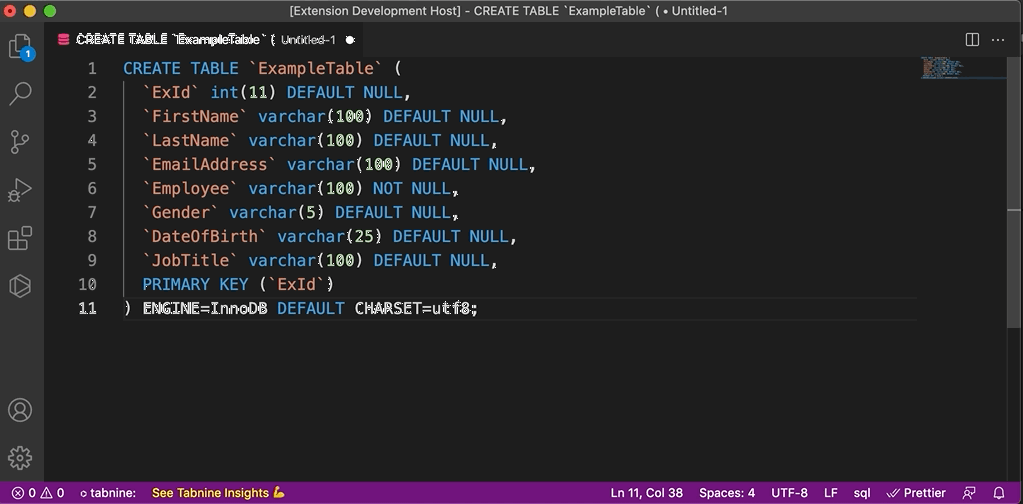 [Extension Development Host] - CREATE TABLE `ExampleTable` ( • Untitled-1
CREATE TABLE `ExampleTable` ( Untitled-1
1 CREATE TABLE `ExampleTable` (
2 `ExId` int(11) DEFAULT NULL,
3 `FirstName` varchar(100) DEFAULT NULL,
4 `LastName` varchar(100) DEFAULT NULL,
5 `EmailAddress` varchar(100) DEFAULT NULL,
6 `Employee` varchar(100) NOT NULL,
7 `Gender` varchar(5) DEFAULT NULL,
8 `DateOfBirth` varchar(25) DEFAULT NULL,
9 `JobTitle` varchar(100) DEFAULT NULL,
10 PRIMARY KEY (`ExId`)
11 ) ENGINE=InnoDB DEFAULT CHARSET=utf8;
1
0 0 tabnine: See Tabnine Insights 💪 Ln 11, Col 38 Spaces: 4 UTF-8 LF sql Prettier